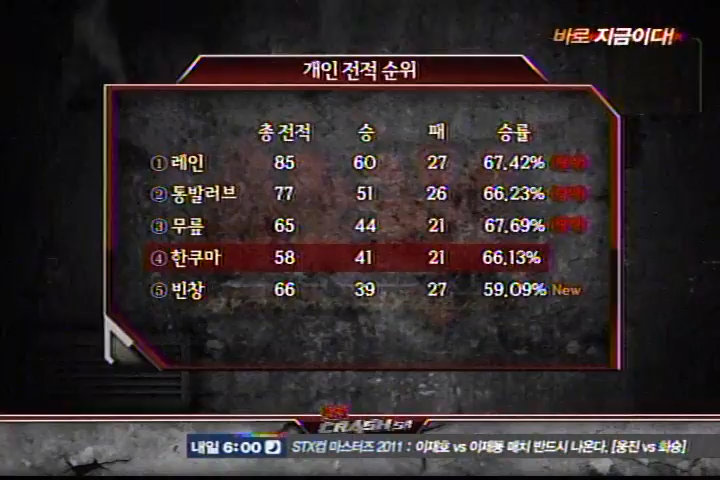 바로 지금이다!
개인 전적 순위
총 전적 승 패 승률
① 레인 85 60 27 67.42%
② 통발러브 77 51 26 66.23%
③ 무릎 65 44 21 67.69%
④ 한쿠마 58 41 21 66.13%
⑤ 빈창 66 39 27 59.09% New
CRASH
내일 6:00 STX컵 마스터즈 2011 : 이재호 vs 이제동 매치 반드시 나온다. [웅진 vs 화승]